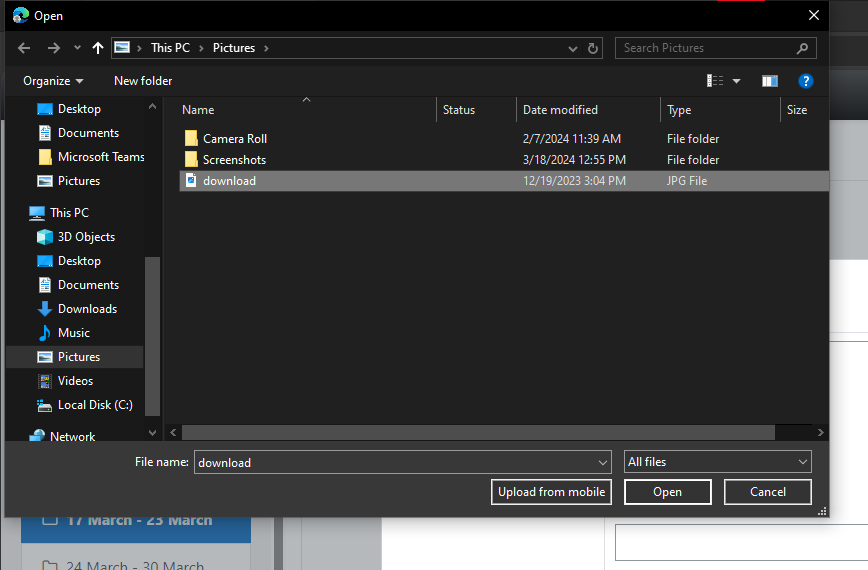 Open
This PC
Pictures
Search Pictures
Organize
New folder
?
Name
Status
Date modified
Type
Size
Desktop
Documents
Microsoft Teams
Pictures
This PC
3D Objects
Desktop
Documents
Downloads
Music
Pictures
Videos
Local Disk (C:)
Network
Camera Roll 2/7/2024 11:39 AM File folder
Screenshots 3/18/2024 12:55 PM File folder
download 12/19/2023 3:04 PM JPG File
File name: download
All files
Upload from mobile
Open
Cancel
17 March - 23 March
24 March - 30 March